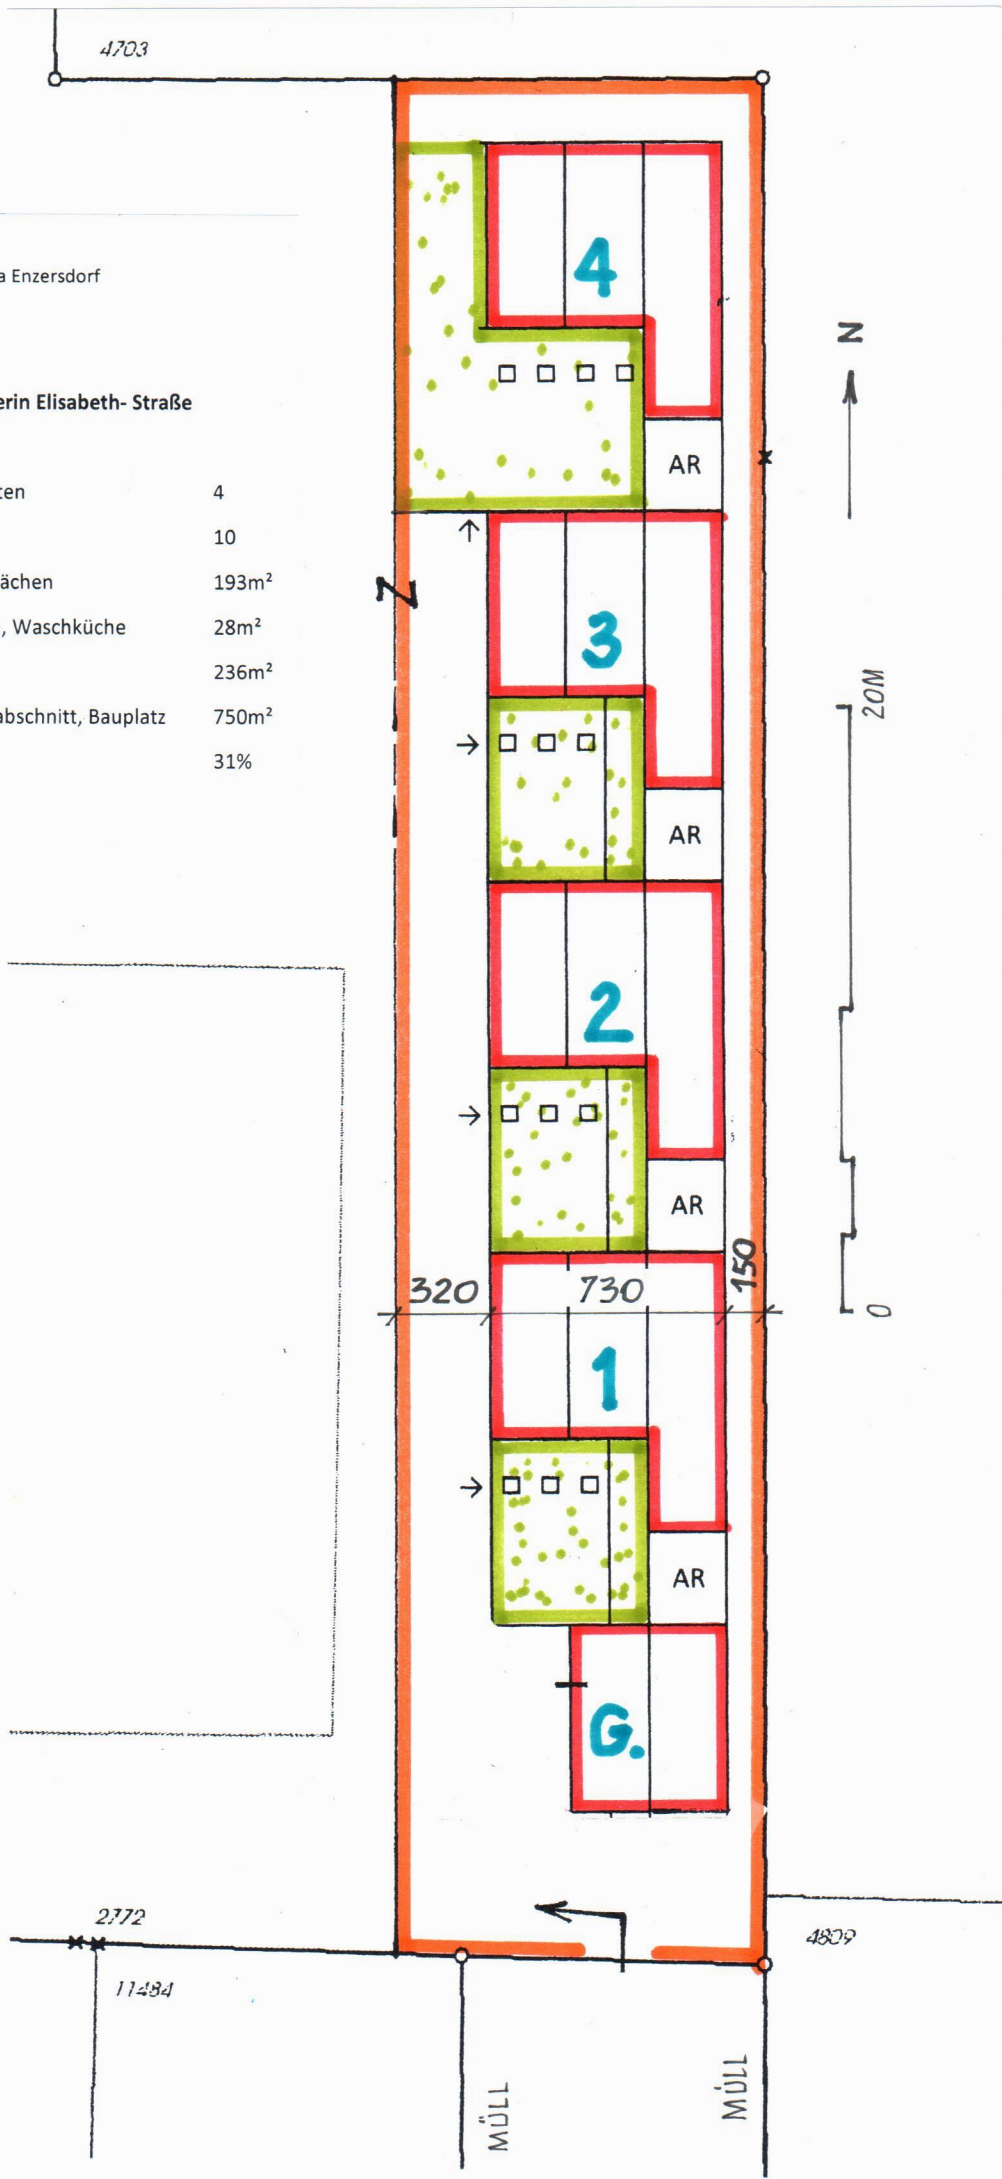 4703
a Enzersdorf
erin Elisabeth- Straße
ten 4
10
ächen 193m²
, Waschküche 28m²
236m²
abschnitt, Bauplatz 750m²
31%
4
N
AR
Z
3
20M
AR
2
AR
320 730 150
0
1
AR
G.
2772
4809
11484
MÜLL
MÜLL